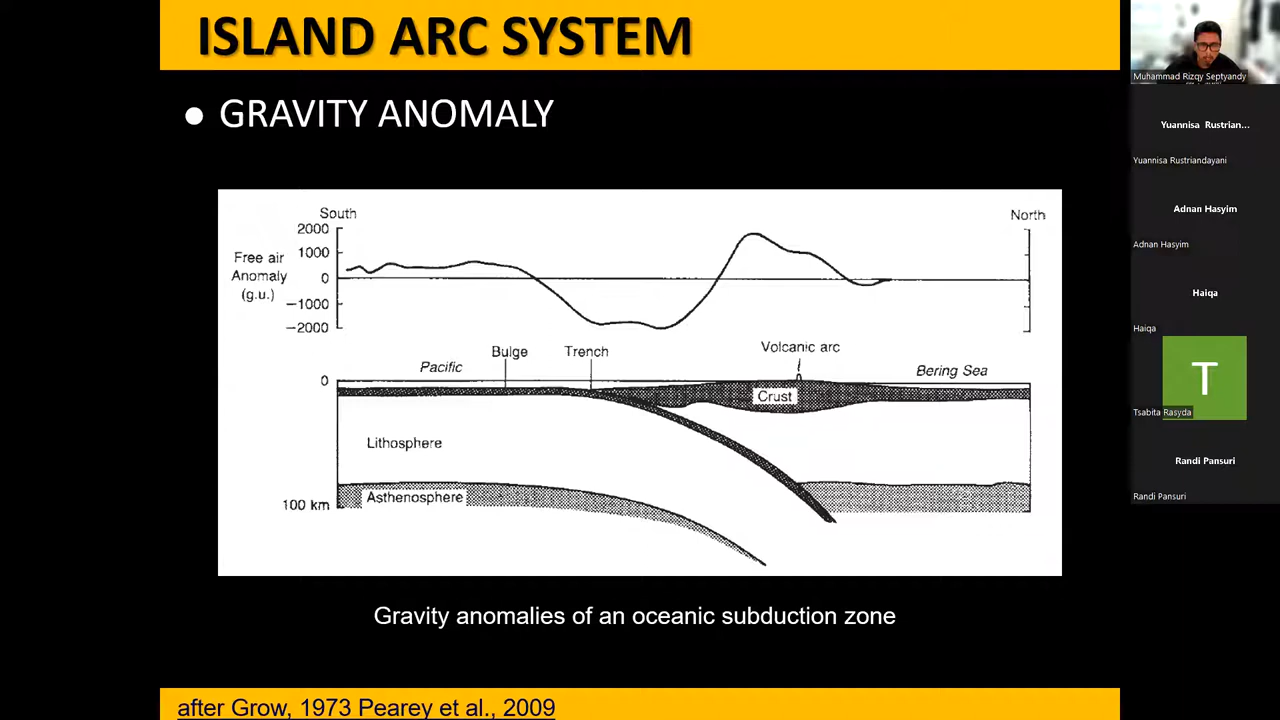 ISLAND ARC SYSTEM
● GRAVITY ANOMALY
South
North
2000
1000
0
−1000
−2000
Free air
Anomaly
(g.u.)
Bulge
Trench
Volcanic arc
Pacific
Bering Sea
0
Crust
Lithosphere
Asthenosphere
100 km
Gravity anomalies of an oceanic subduction zone
after Grow, 1973 Pearey et al., 2009
Muhammad Rizqy Septyandy
Yuannisa Rustrian...
Yuannisa Rustriandayani
Adnan Hasyim
Adnan Hasyim
Haiqa
Haiqa
T
Tsabita Rasyda
Randi Pansuri
Randi Pansuri